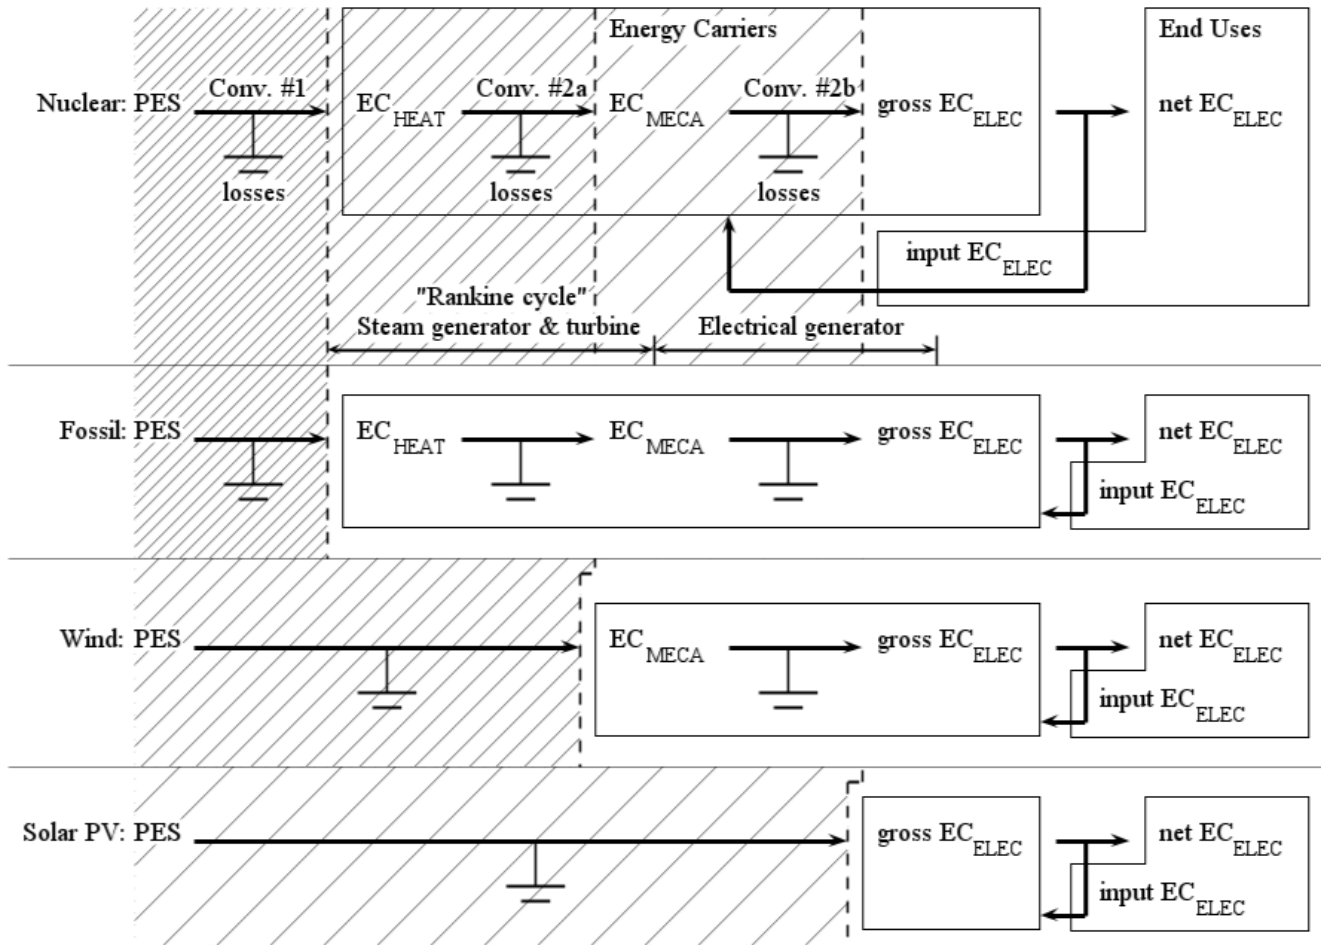 Energy Carriers
End Uses
Conv. #1
Conv. #2a
Conv. #2b
Nuclear: PES
EC HEAT
EC MECA
gross EC ELEC
net EC ELEC
losses
losses
losses
input EC ELEC
"Rankine cycle"
Steam generator & turbine
Electrical generator
Fossil: PES
EC HEAT
EC MECA
gross EC ELEC
net EC ELEC
input EC ELEC
Wind: PES
EC MECA
gross EC ELEC
net EC ELEC
input EC ELEC
Solar PV: PES
gross EC ELEC
net EC ELEC
input EC ELEC